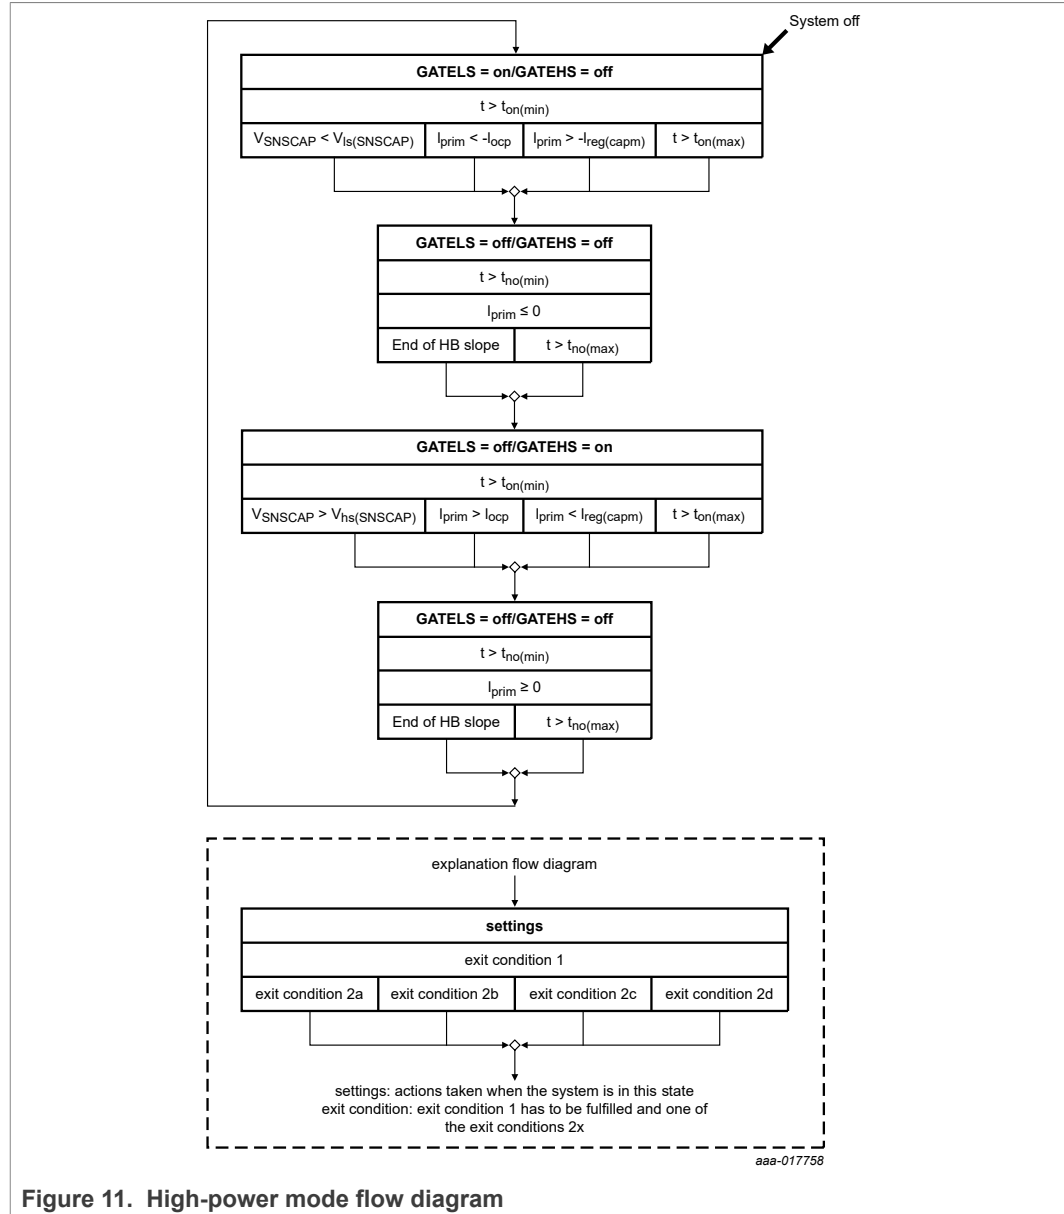 System off
GATELS = on/GATEHS = off
t > ton(min)
VSNSCAP < Vls(SNSCAP)
Iprim < -Iocp
Iprim > -Ireg(capm)
t > ton(max)
GATELS = off/GATEHS = off
t > tno(min)
Iprim ≤ 0
End of HB slope
t > tno(max)
GATELS = off/GATEHS = on
t > ton(min)
VSNSCAP > Vhs(SNSCAP)
Iprim > Iocp
Iprim < Ireg(capm)
t > ton(max)
GATELS = off/GATEHS = off
t > tno(min)
Iprim ≥ 0
End of HB slope
t > tno(max)
explanation flow diagram
settings
exit condition 1
exit condition 2a
exit condition 2b
exit condition 2c
exit condition 2d
settings: actions taken when the system is in this state
exit condition: exit condition 1 has to be fulfilled and one of
the exit conditions 2x
aaa-017758
Figure 11. High-power mode flow diagram